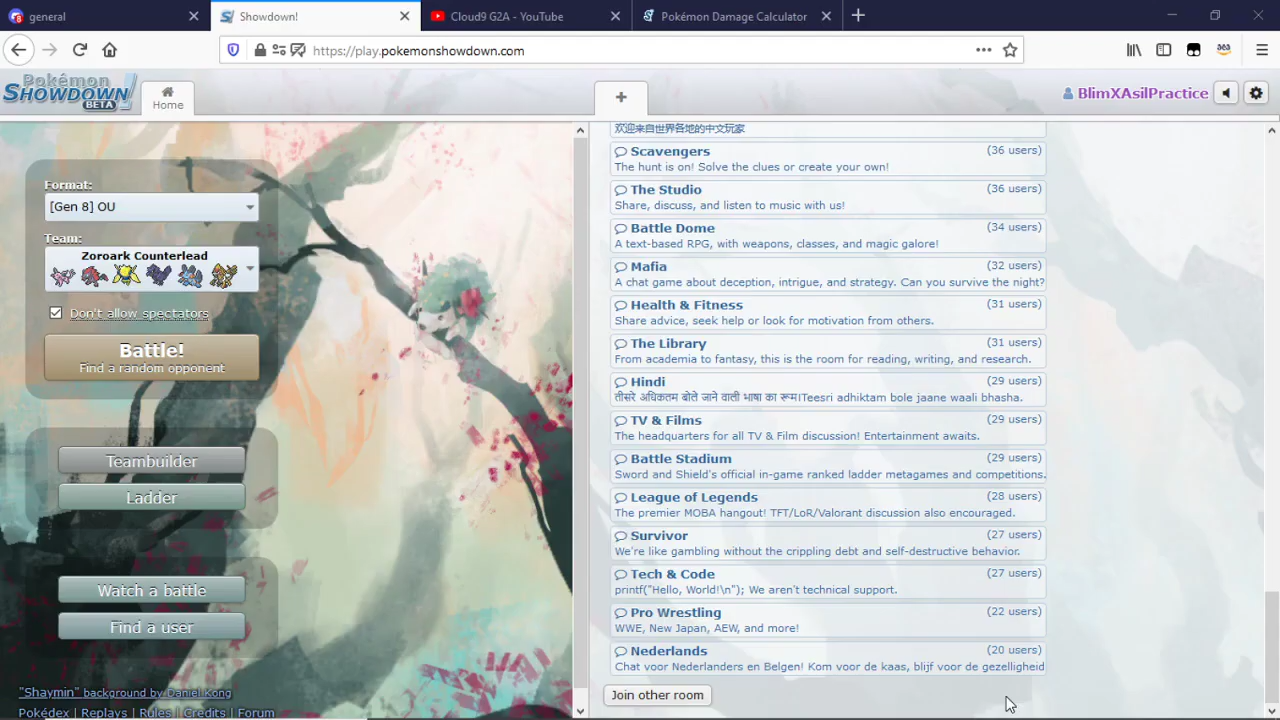 general
Showdown!
Cloud9 G2A - YouTube
Pokémon Damage Calculator
https://play.pokemonshowdown.com
Pokémon
SHOWDOWN!
BETA
Home
BlimXAsilPractice
Format:
[Gen 8] OU
Team:
Zoroark Counterlead
Don't allow spectators
Battle!
Find a random opponent
Teambuilder
Ladder
Watch a battle
Find a user
"Shaymin" background by Daniel Kong
Pokédex | Replays | Rules | Credits | Forum
欢迎来自世界各地的中文玩家
Scavengers (36 users)
The hunt is on! Solve the clues or create your own!
The Studio (36 users)
Share, discuss, and listen to music with us!
Battle Dome (34 users)
A text-based RPG, with weapons, classes, and magic galore!
Mafia (32 users)
A chat game about deception, intrigue, and strategy. Can you survive the night?
Health & Fitness (31 users)
Share advice, seek help or look for motivation from others.
The Library (31 users)
From academia to fantasy, this is the room for reading, writing, and research.
Hindi (29 users)
तीसरे अधिकतम बोले जाने वाली भाषा का रूम।Teesri adhiktam bole jaane waali bhasha.
TV & Films (29 users)
The headquarters for all TV & Film discussion! Entertainment awaits.
Battle Stadium (29 users)
Sword and Shield's official in-game ranked ladder metagames and competitions.
League of Legends (28 users)
The premier MOBA hangout! TFT/LoR/Valorant discussion also encouraged.
Survivor (27 users)
We're like gambling without the crippling debt and self-destructive behavior.
Tech & Code (27 users)
printf("Hello, World!\n"); We aren't technical support.
Pro Wrestling (22 users)
WWE, New Japan, AEW, and more!
Nederlands (20 users)
Chat voor Nederlanders en Belgen! Kom voor de kaas, blijf voor de gezelligheid
Join other room